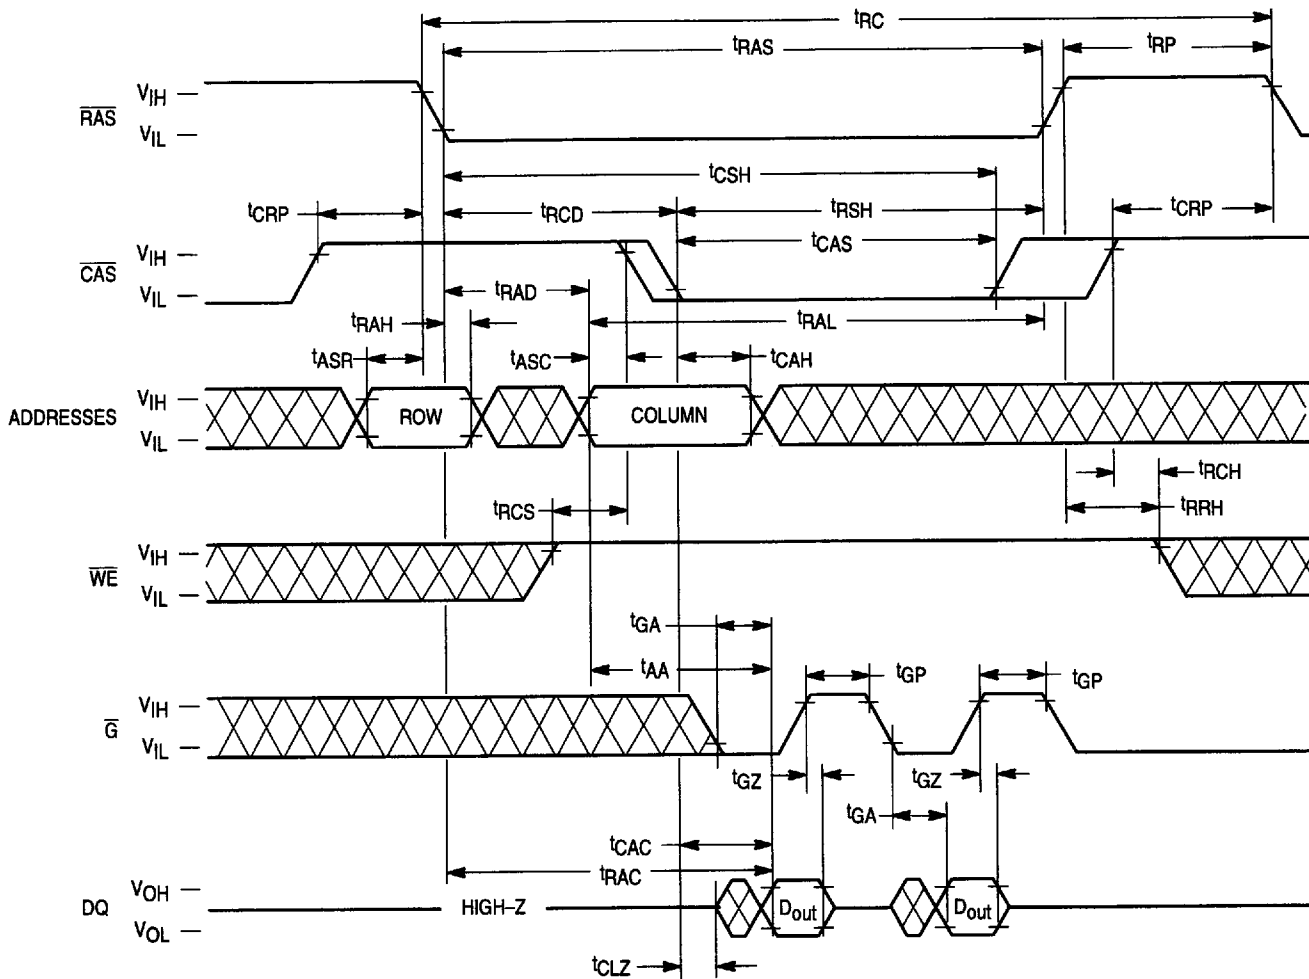 tRC
tRAS
tRP
RAS
VIH
VIL
tCSH
tCRP
tRCD
tRSH
tCRP
tCAS
CAS
VIH
VIL
tRAD
tRAH
tRAL
tASR
tASC
tCAH
ADDRESSES
VIH
VIL
ROW
COLUMN
tRCH
tRCS
tRRH
WE
VIH
VIL
tGA
tAA
tGP
tGP
G
VIH
VIL
tGZ
tGZ
tGA
tCAC
tRAC
DQ
VOH
VOL
HIGH–Z
Dout
Dout
tCLZ